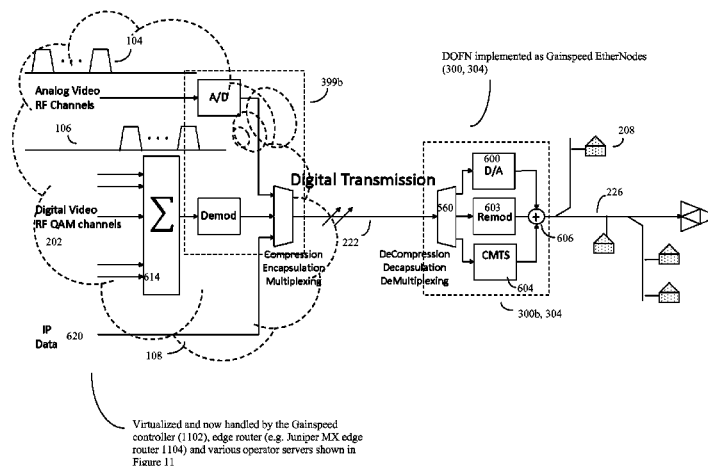 104
DOFN implemented as Gainspeed EtherNodes
(300, 304)
399b
Analog Video
RF Channels
A/D
106
208
600
D/A
Digital Transmission
560
603
Remod
226
Digital Video
RF QAM channels
202
Σ
Demod
606
222
Compression
Encapsulation
Multiplexing
DeCompression
Decapsulation
DeMultiplexing
CMTS
604
614
300b, 304
IP
Data
620
108
Virtualized and now handled by the Gainspeed
controller (1102), edge router (e.g. Juniper MX edge
router 1104) and various operator servers shown in
Figure 11